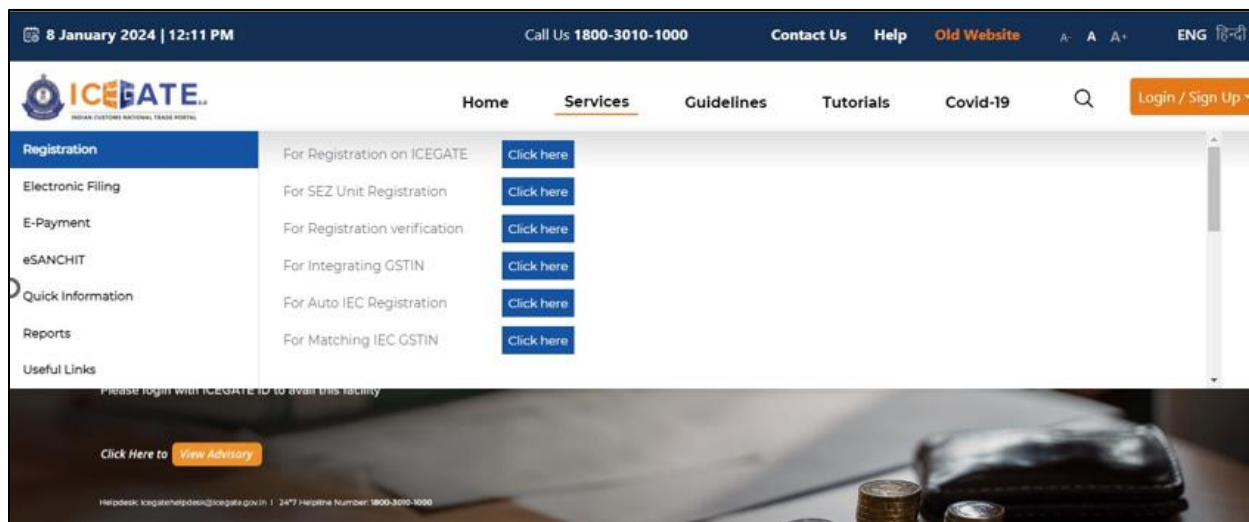 8 January 2024 | 12:11 PM Call Us 1800-3010-1000 Contact Us Help Old Website A- A A+ ENG हिन्दी
ICEGATE
INDIAN CUSTOMS NATIONAL TRADE PORTAL
Home Services Guidelines Tutorials Covid-19 Login / Sign Up
Registration
Electronic Filing
E-Payment
eSANCHIT
Quick Information
Reports
Useful Links
For Registration on ICEGATE Click here
For SEZ Unit Registration Click here
For Registration verification Click here
For Integrating GSTIN Click here
For Auto IEC Registration Click here
For Matching IEC GSTIN Click here
Please login with ICEGATE ID to avail this facility
Click Here to View Advisory
Helpdesk: icegatehelpdesk@icegate.gov.in | 24*7 Helpline Number: 1800-3010-1000